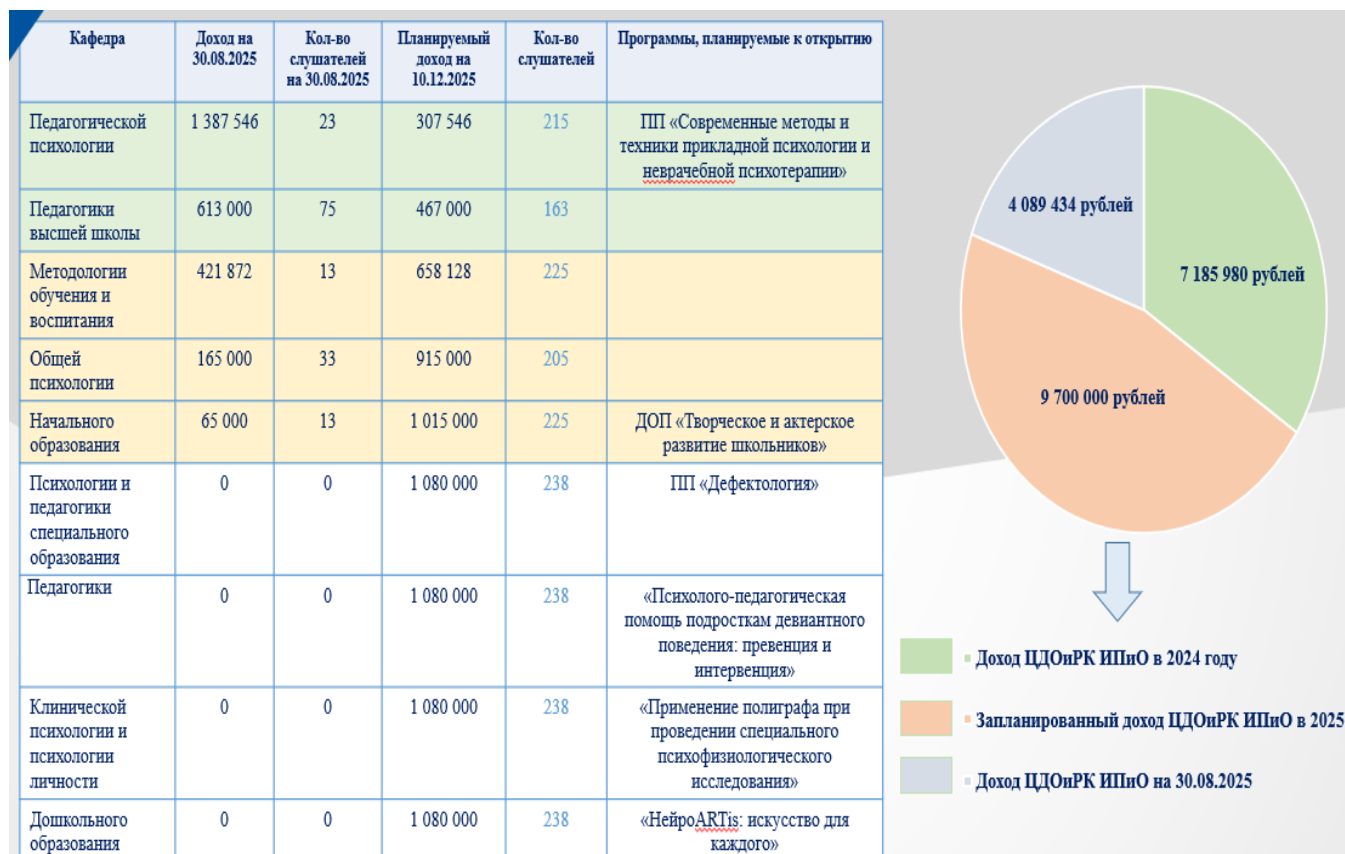 Кафедра
Доход на
30.08.2025
Кол-во
слушателей
на 30.08.2025
Планируемый
доход на
10.12.2025
Кол-во
слушателей
Программы, планируемые к открытию
Педагогической
психологии
1 387 546
23
307 546
215
ПП «Современные методы и
техники прикладной психологии и
неврачебной психотерапии»
Педагогики
высшей школы
613 000
75
467 000
163
Методологии
обучения и
воспитания
421 872
13
658 128
225
Общей
психологии
165 000
33
915 000
205
Начального
образования
65 000
13
1 015 000
225
ДОП «Творческое и актерское
развитие школьников»
Психологии и
педагогики
специального
образования
0
0
1 080 000
238
ПП «Дефектология»
Педагогики
0
0
1 080 000
238
«Психолого-педагогическая
помощь подросткам девиантного
поведения: превенция и
интервенция»
Клинической
психологии и
психологии
личности
0
0
1 080 000
238
«Применение полиграфа при
проведении специального
психофизиологического
исследования»
Дошкольного
образования
0
0
1 080 000
238
«НейроARTis: искусство для
каждого»
4 089 434 рублей
7 185 980 рублей
9 700 000 рублей
Доход ЦДОиРК ИПиО в 2024 году
Запланированный доход ЦДОиРК ИПиО в 2025
Доход ЦДОиРК ИПиО на 30.08.2025